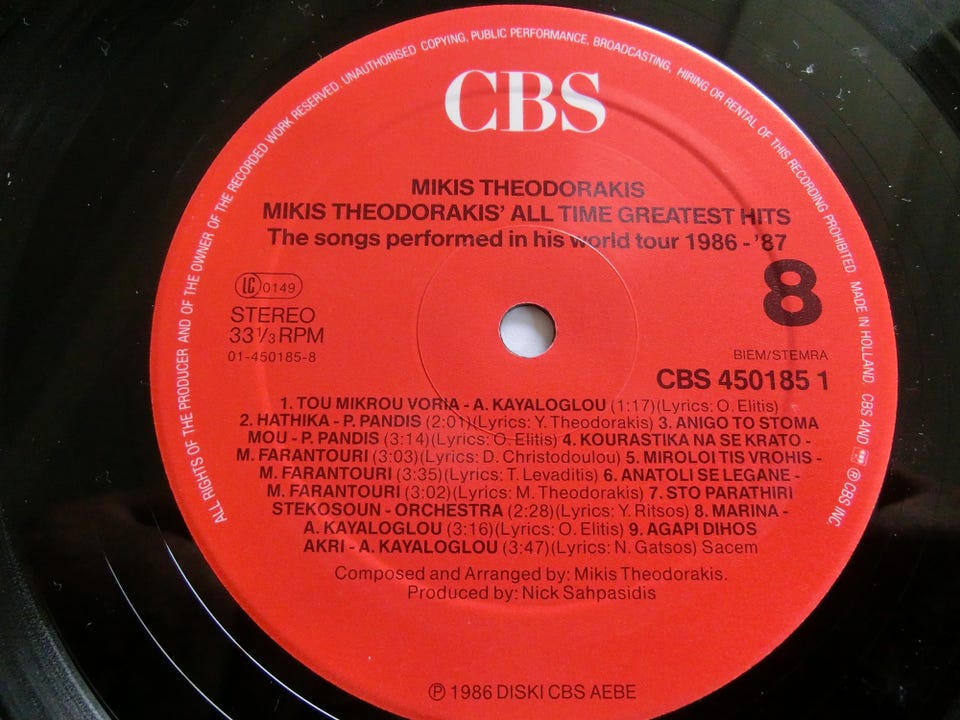 ALL RIGHTS OF THE PRODUCER AND OF THE OWNER OF THE RECORDED WORK RESERVED. UNAUTHORISED COPYING, PUBLIC PERFORMANCE, BROADCASTING, HIRING OR RENTAL OF THIS RECORDING PROHIBITED. MADE IN HOLLAND. CBS AND ℗ CBS INC.
CBS
MIKIS THEODORAKIS
MIKIS THEODORAKIS' ALL TIME GREATEST HITS
The songs performed in his world tour 1986 - '87
LC 0149
8
STEREO
33 1/3 RPM
01-450185-8
BIEM/STEMRA
CBS 450185 1
1. TOU MIKROU VORIA - A. KAYALOGLOU (1:17)(Lyrics: O. Elitis)
2. HATHIKA - P. PANDIS (2:01)(Lyrics: Y. Theodorakis) 3. ANIGO TO STOMA
MOU - P. PANDIS (3:14)(Lyrics: O. Elitis) 4. KOURASTIKA NA SE KRATO -
M. FARANTOURI (3:03)(Lyrics: D. Christodoulou) 5. MIROLOI TIS VROHIS -
M. FARANTOURI (3:35)(Lyrics: T. Levaditis) 6. ANATOLI SE LEGANE -
M. FARANTOURI (3:02)(Lyrics: M. Theodorakis) 7. STO PARATHIRI
STEKOSOUN - ORCHESTRA (2:28)(Lyrics: Y. Ritsos) 8. MARINA -
A. KAYALOGLOU (3:16)(Lyrics: O. Elitis) 9. AGAPI DIHOS
AKRI - A. KAYALOGLOU (3:47)(Lyrics: N. Gatsos) Sacem
Composed and Arranged by: Mikis Theodorakis.
Produced by: Nick Sahpasidis
℗ 1986 DISKI CBS AEBE